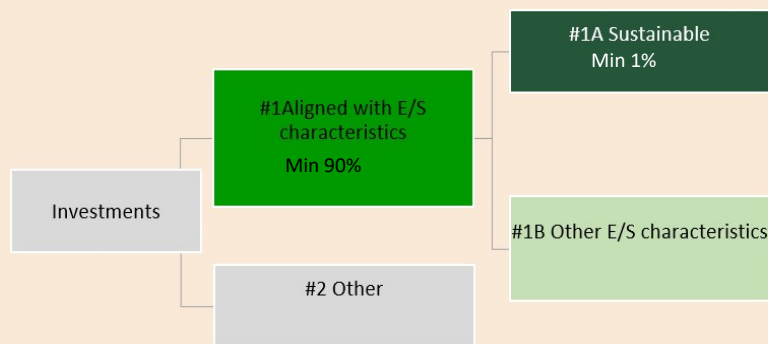 #1A Sustainable
Min 1%
#1Aligned with E/S
characteristics
Min 90%
Investments
#1B Other E/S characteristics
#2 Other